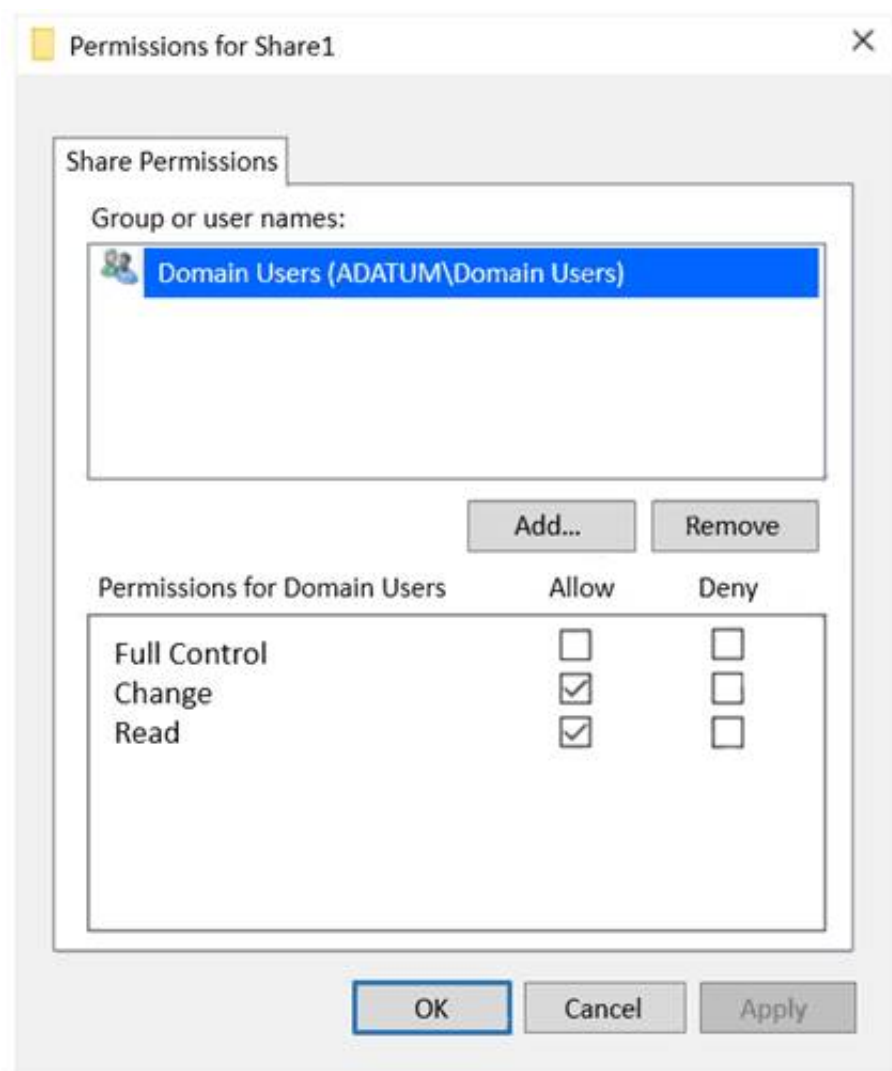 Permissions for Share1
Share Permissions
Group or user names:
Domain Users (ADATUM\Domain Users)
Add... Remove
Permissions for Domain Users Allow Deny
Full Control
Change
Read
OK Cancel Apply